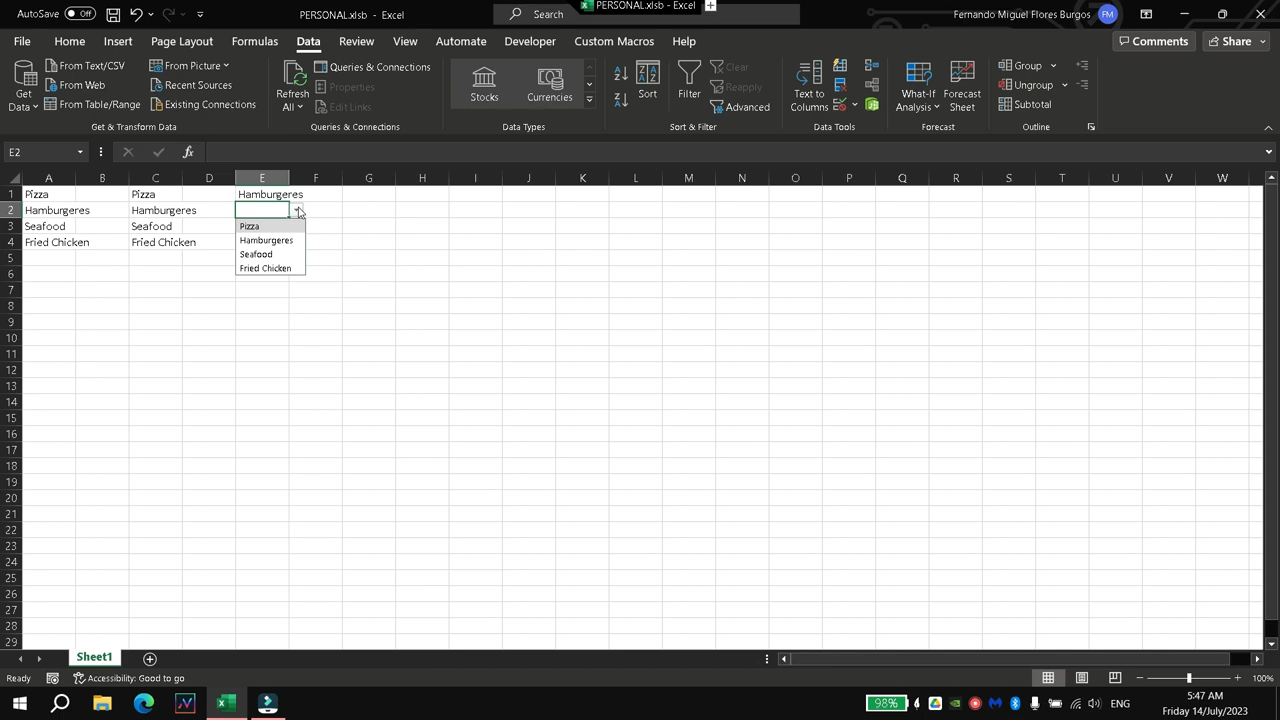 AutoSave Off PERSONAL.xlsb - Excel PERSONAL.xlsb - Excel Search Fernando Miguel Flores Burgos FM
File Home Insert Page Layout Formulas Data Review View Automate Developer Custom Macros Help Comments Share
Get Data From Text/CSV From Web From Table/Range From Picture Recent Sources Existing Connections
Refresh All Queries & Connections Properties Edit Links
Stocks Currencies
Sort Filter Clear Reapply Advanced
Text to Columns
What-If Analysis Forecast Sheet
Group Ungroup Subtotal
Get & Transform Data Queries & Connections Data Types Sort & Filter Data Tools Forecast Outline
E2 fx
A B C D E F G H I J K L M N O P Q R S T U V W
1 Pizza Pizza Hamburgeres
2 Hamburgeres Hamburgeres
3 Seafood Seafood
4 Fried Chicken Fried Chicken
Pizza
Hamburgeres
Seafood
Fried Chicken
5
6
7
8
9
10
11
12
13
14
15
16
17
18
19
20
21
22
23
24
25
26
27
28
29
Sheet1
Ready Accessibility: Good to go 100%
98% ENG 5:47 AM
Friday 14/July/2023